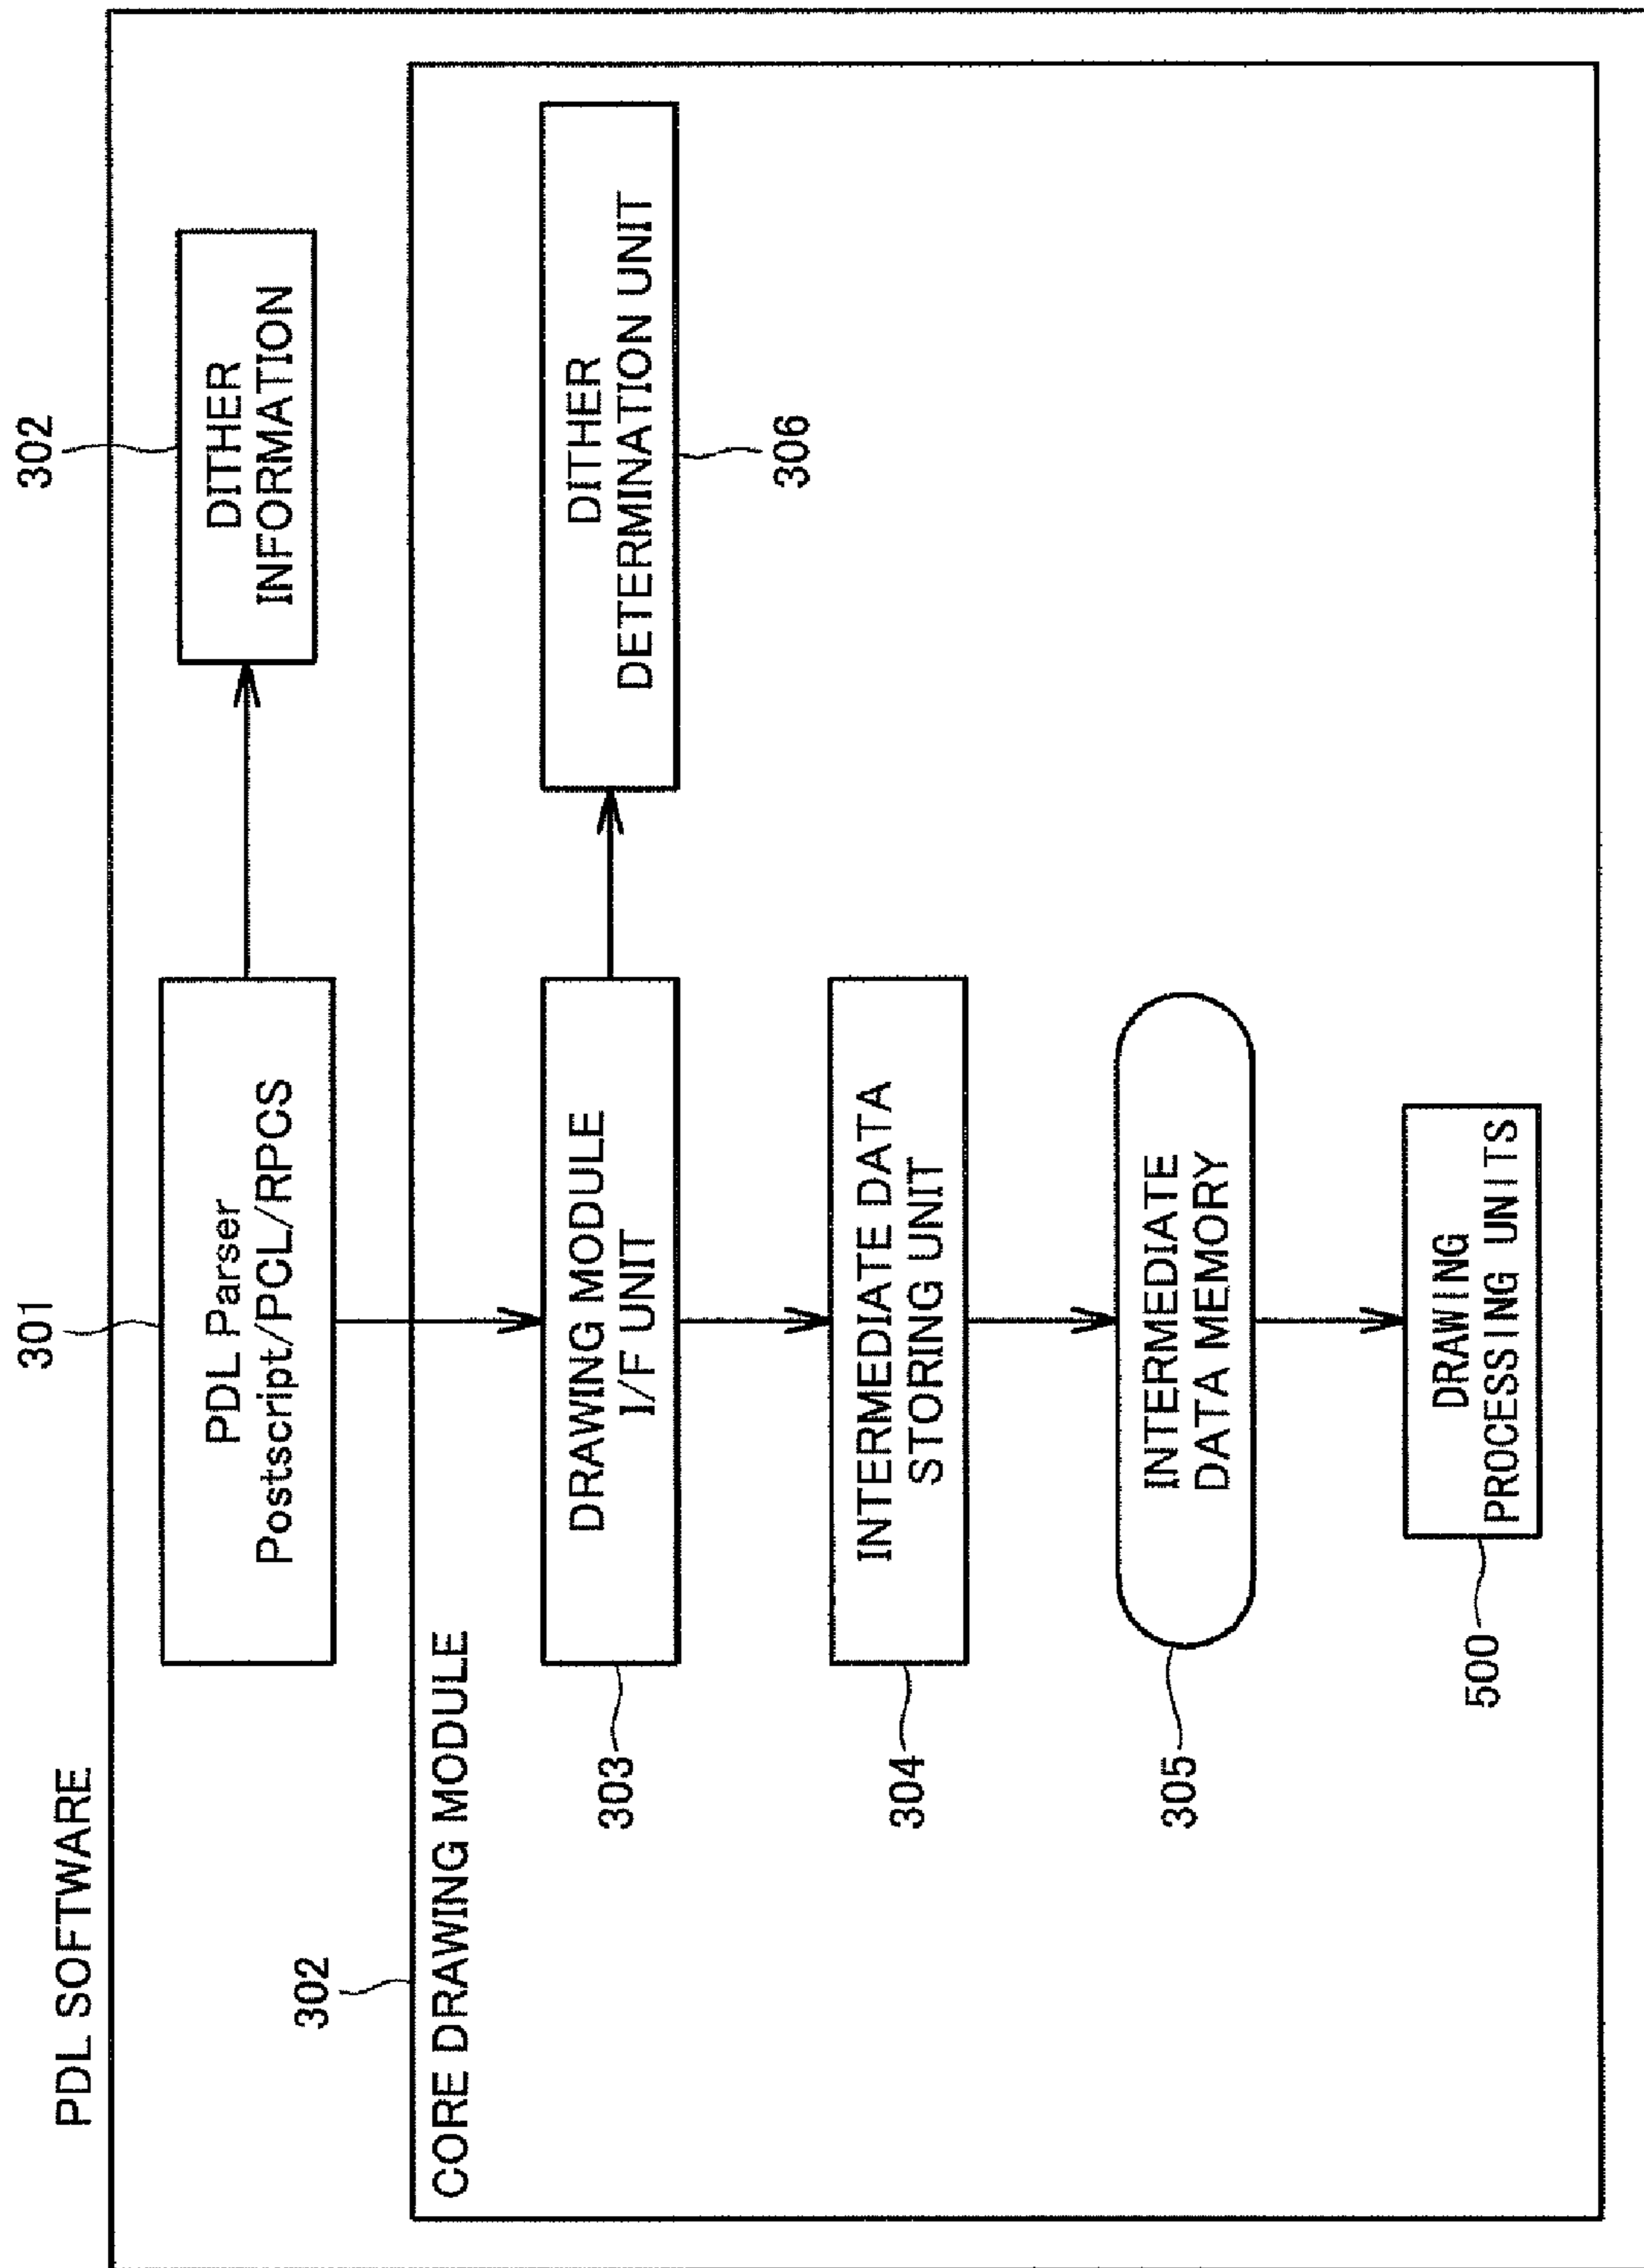 PDL SOFTWARE
301
302
PDL Parser
Postscript/PCL/RPCS
DITHER
INFORMATION
302
CORE DRAWING MODULE
DRAWING MODULE
I/F UNIT
303
DITHER
DETERMINATION UNIT
306
INTERMEDIATE DATA
STORING UNIT
304
INTERMEDIATE
DATA MEMORY
305
DRAWING
PROCESSING UNITS
500